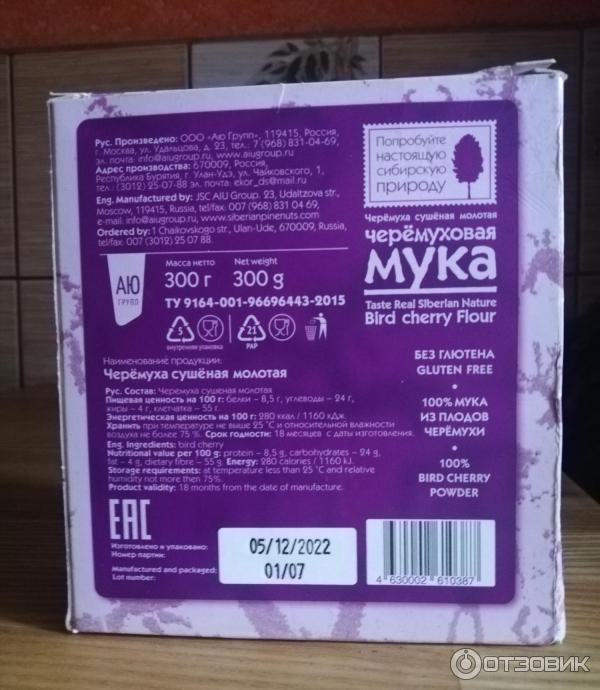 Рус. Произведено: ООО «Аю Групп», 119415, Россия,
г. Москва, ул. Удальцова, д. 23, тел.: 7 (968) 831-04-69,
эл. почта: info@aiugroup.ru, www.aiugroup.ru
Адрес производства: 670009, Россия,
Республика Бурятия, г. Улан-Удэ, ул. Чайковского, 1
тел.: (3012) 25-07-88 эл. почта: ekor_ds@mail.ru
Eng. Manufactured by: JSC AIU Group. 23, Udaltzova str.,
Moscow, 119415, Russia, tel/fax: 007 (968) 831 04 69,
e-mail: info@aiugroup.ru, www.siberianpinenuts.com
Ordered by: 1 Chaikovskogo str., Ulan-Ude, 670009, Russia,
tel/fax: 007 (3012) 25 07 88.
АЮ
ГРУПП
Масса нетто Net weight
300 г 300 g
ТУ 9164-001-96696443-2015
5
внутренняя упаковка
21
PAP
Наименование продукции:
Черёмуха сушёная молотая
Рус. Состав: Черемуха сушеная молотая.
Пищевая ценность на 100 г: белки – 8,5 г, углеводы – 24 г,
жиры – 4 г, клетчатка – 55 г.
Энергетическая ценность на 100 г: 280 ккал / 1160 кДж.
Хранить при температуре не выше 25 °С и относительной влажности
воздуха не более 75 %. Срок годности: 18 месяцев с даты изготовления.
Eng. Ingredients: bird cherry
Nutritional value per 100 g: protein – 8,5 g, carbohydrates – 24 g,
fat – 4 g, dietary fibre – 55 g. Energy: 280 calories / 1160 kJ.
Storage requirements: at temperature less than 25 °C and relative
humidity not more then 75%.
Product validity: 18 months from the date of manufacture.
EAC
Изготовлено и упаковано:
Номер партии:
Manufactured and packaged:
Lot number:
05/12/2022
01/07
Попробуйте
настоящую
сибирскую
природу
Черёмуха сушёная молотая
черёмуховая
мука
Taste Real Siberian Nature
Bird cherry Flour
БЕЗ ГЛЮТЕНА
GLUTEN FREE
100% МУКА
ИЗ ПЛОДОВ
ЧЕРЁМУХИ
100%
BIRD CHERRY
POWDER
4 630002 610387
ОТЗОВИК